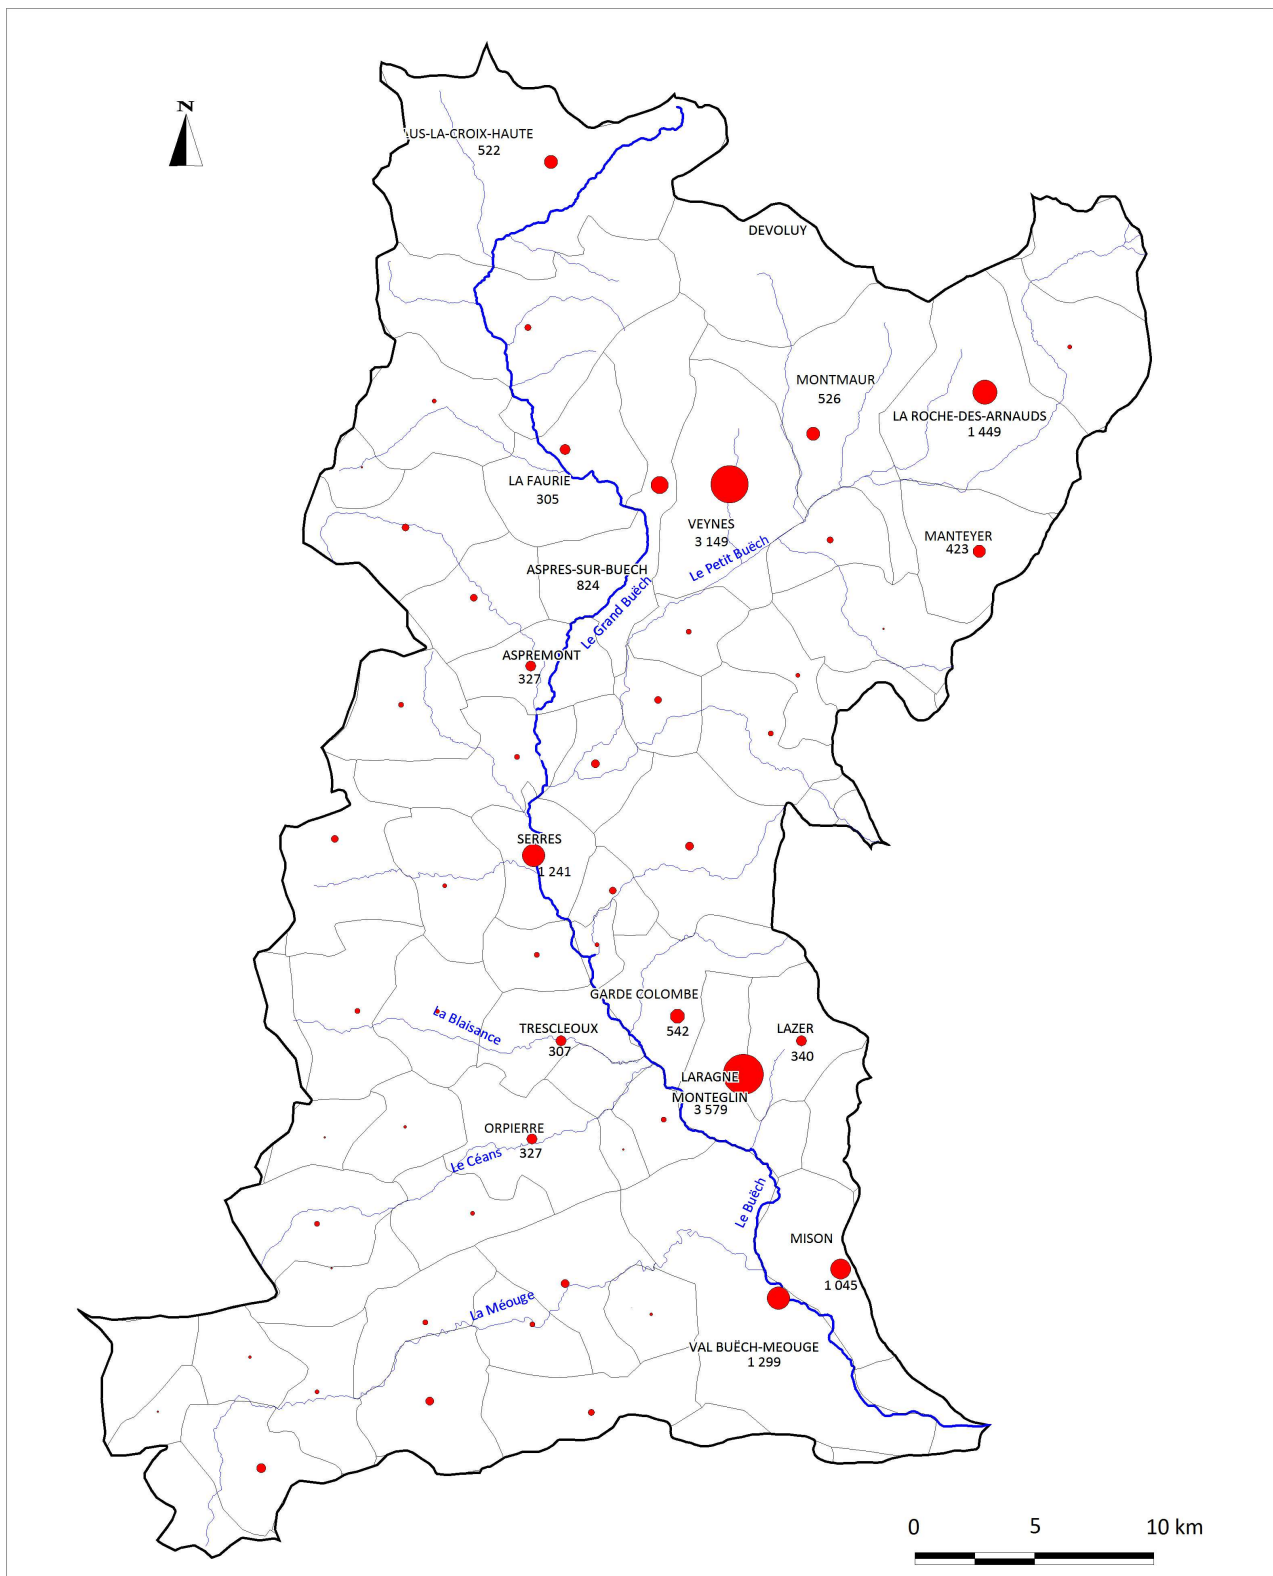 N
LUS-LA-CROIX-HAUTE
522
DEVOLUY
MONTMAUR
526
LA ROCHE-DES-ARNAUDS
1 449
LA FAURIE
305
VEYNES
3 149
MANTEYER
423
Le Petit Buëch
ASPRES-SUR-BUECH
824
Le Grand Buëch
ASPREMONT
327
SERRES
1 241
GARDE COLOMBE
542
La Blaisance
TRESCLEOUX
307
LAZER
340
LARAGNE
MONTEGLIN
3 579
ORPIERRE
327
Le Céans
Le Buëch
MISON
1 045
La Méouge
VAL BUËCH-MEOUGE
1 299
0 5 10 km